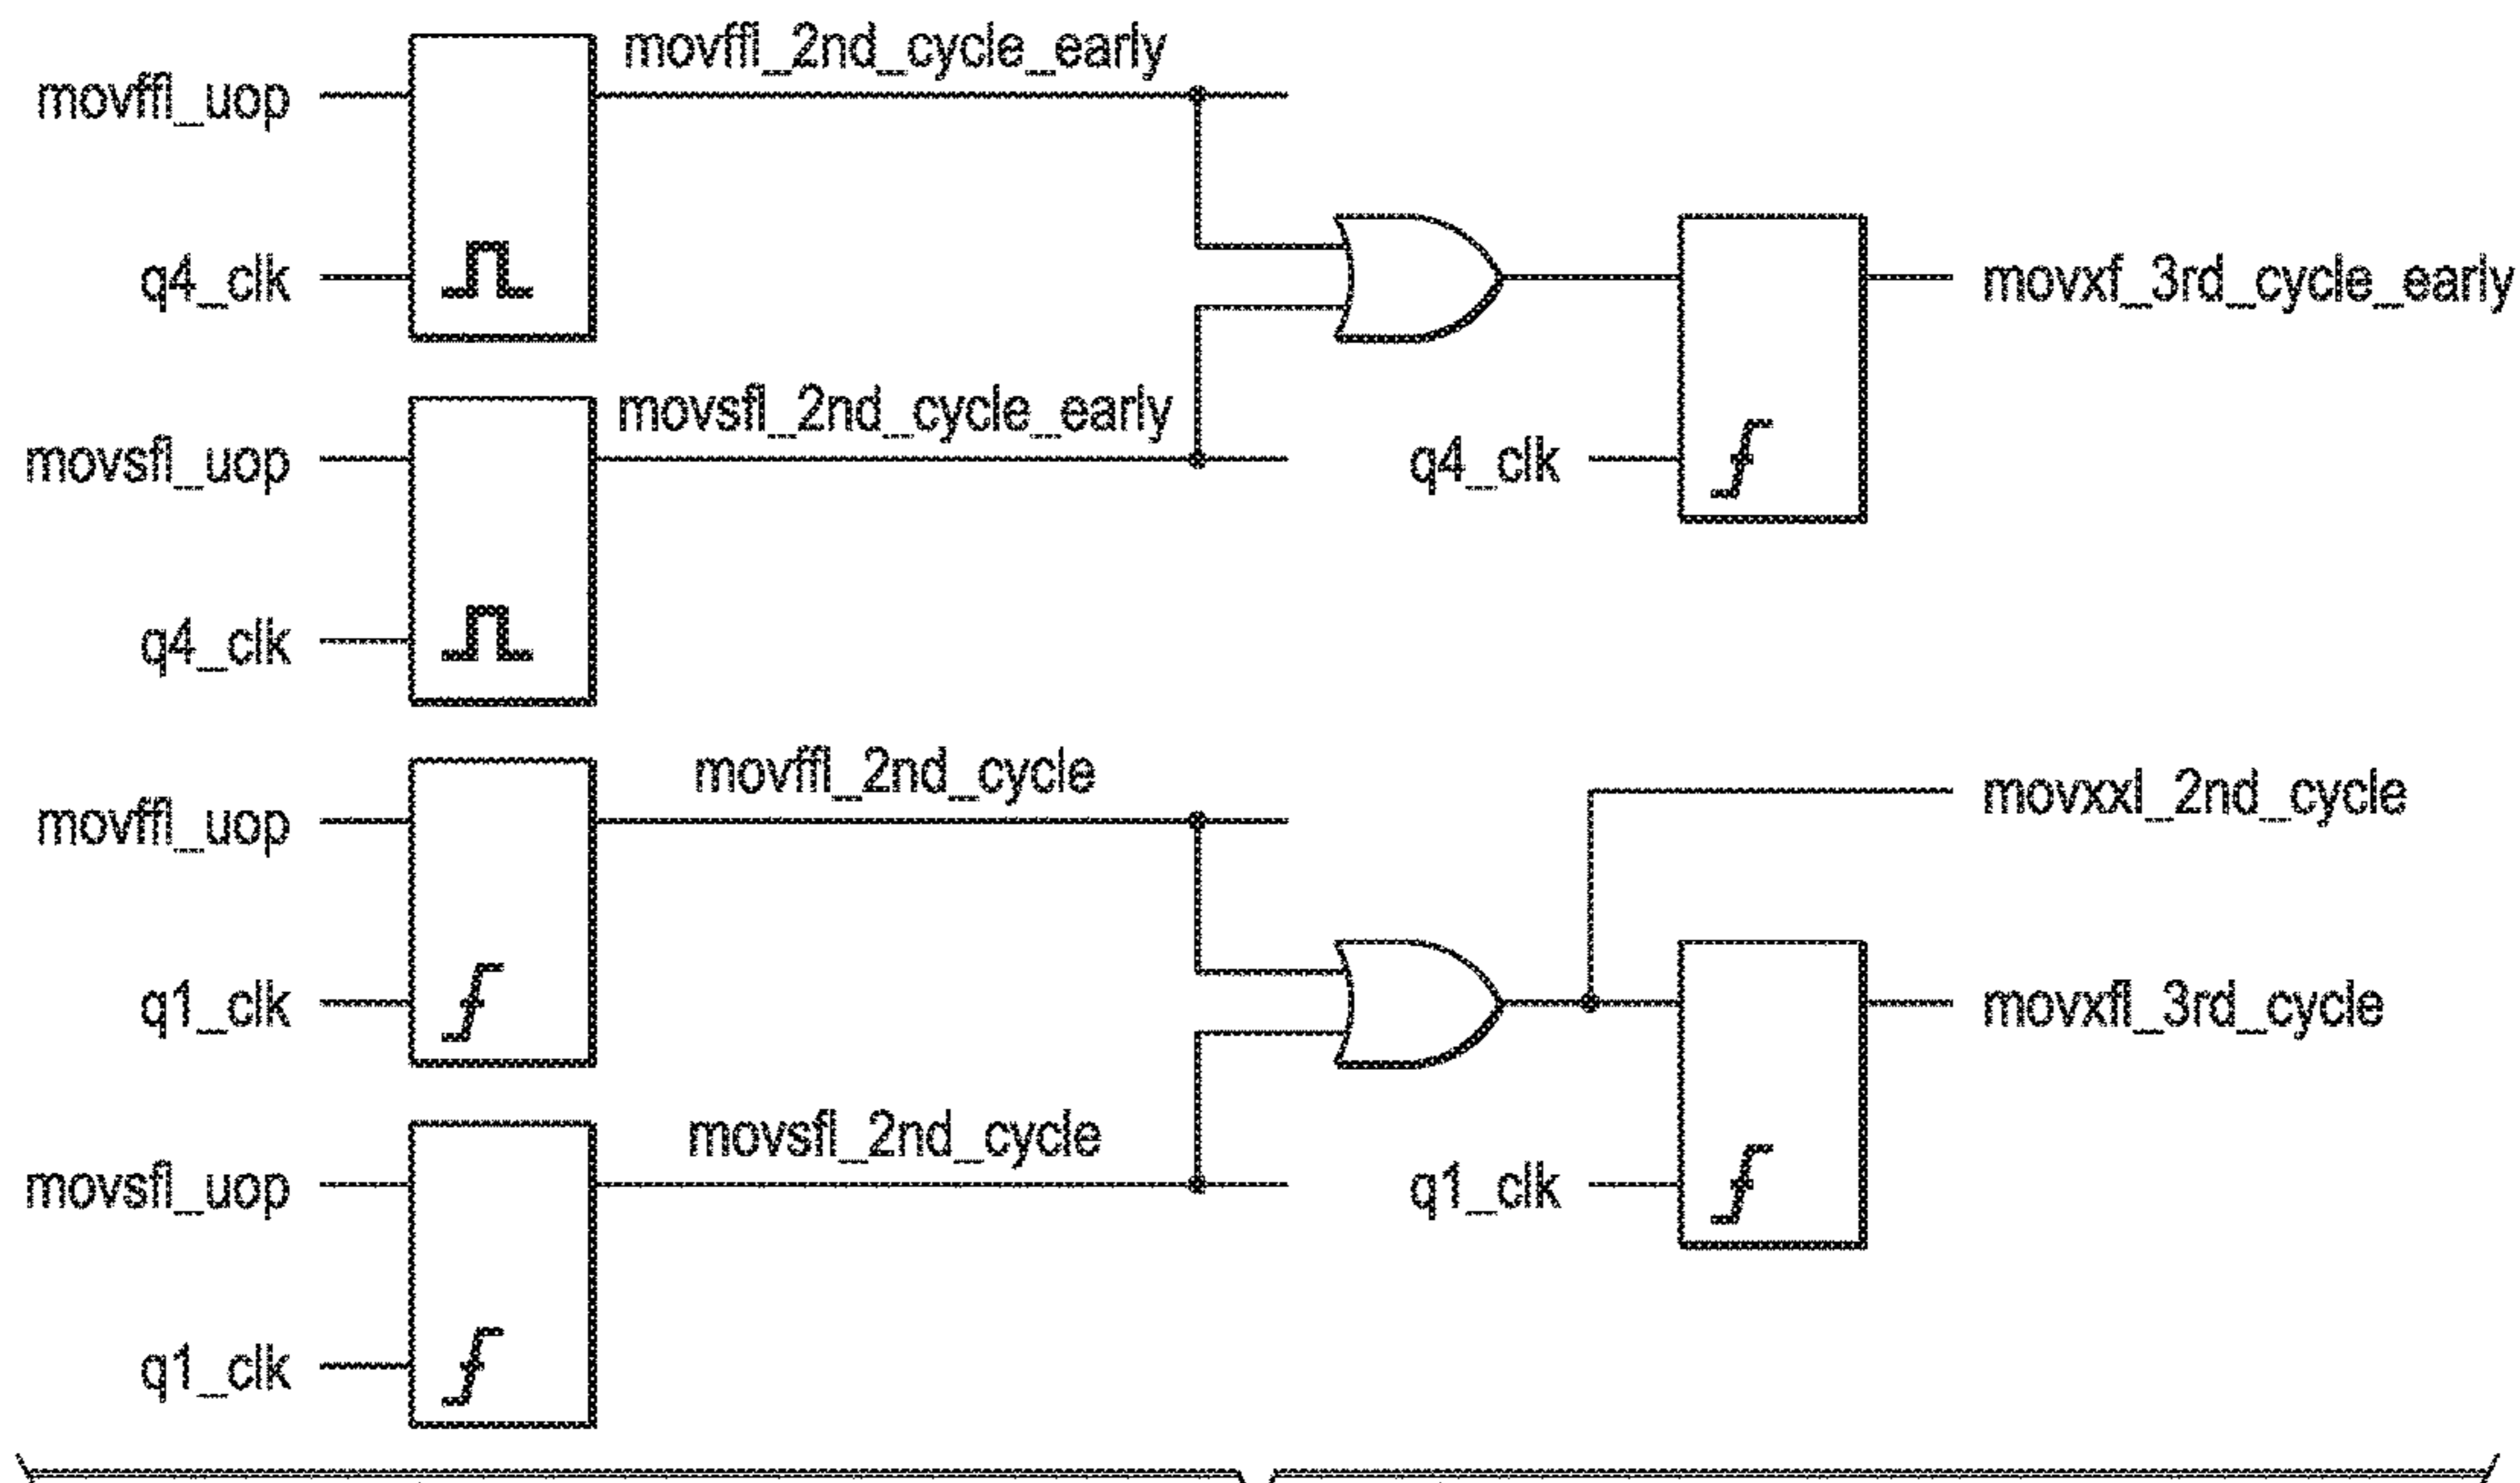 movffl_2nd_cycle_early
movffl_uop
q4_clk
movxf_3rd_cycle_early
movsfl_2nd_cycle_early
movsfl_uop
q4_clk
q4_clk
movffl_2nd_cycle
movxxl_2nd_cycle
movffl_uop
q1_clk
movxfl_3rd_cycle
movsfl_2nd_cycle
movsfl_uop
q1_clk
q1_clk